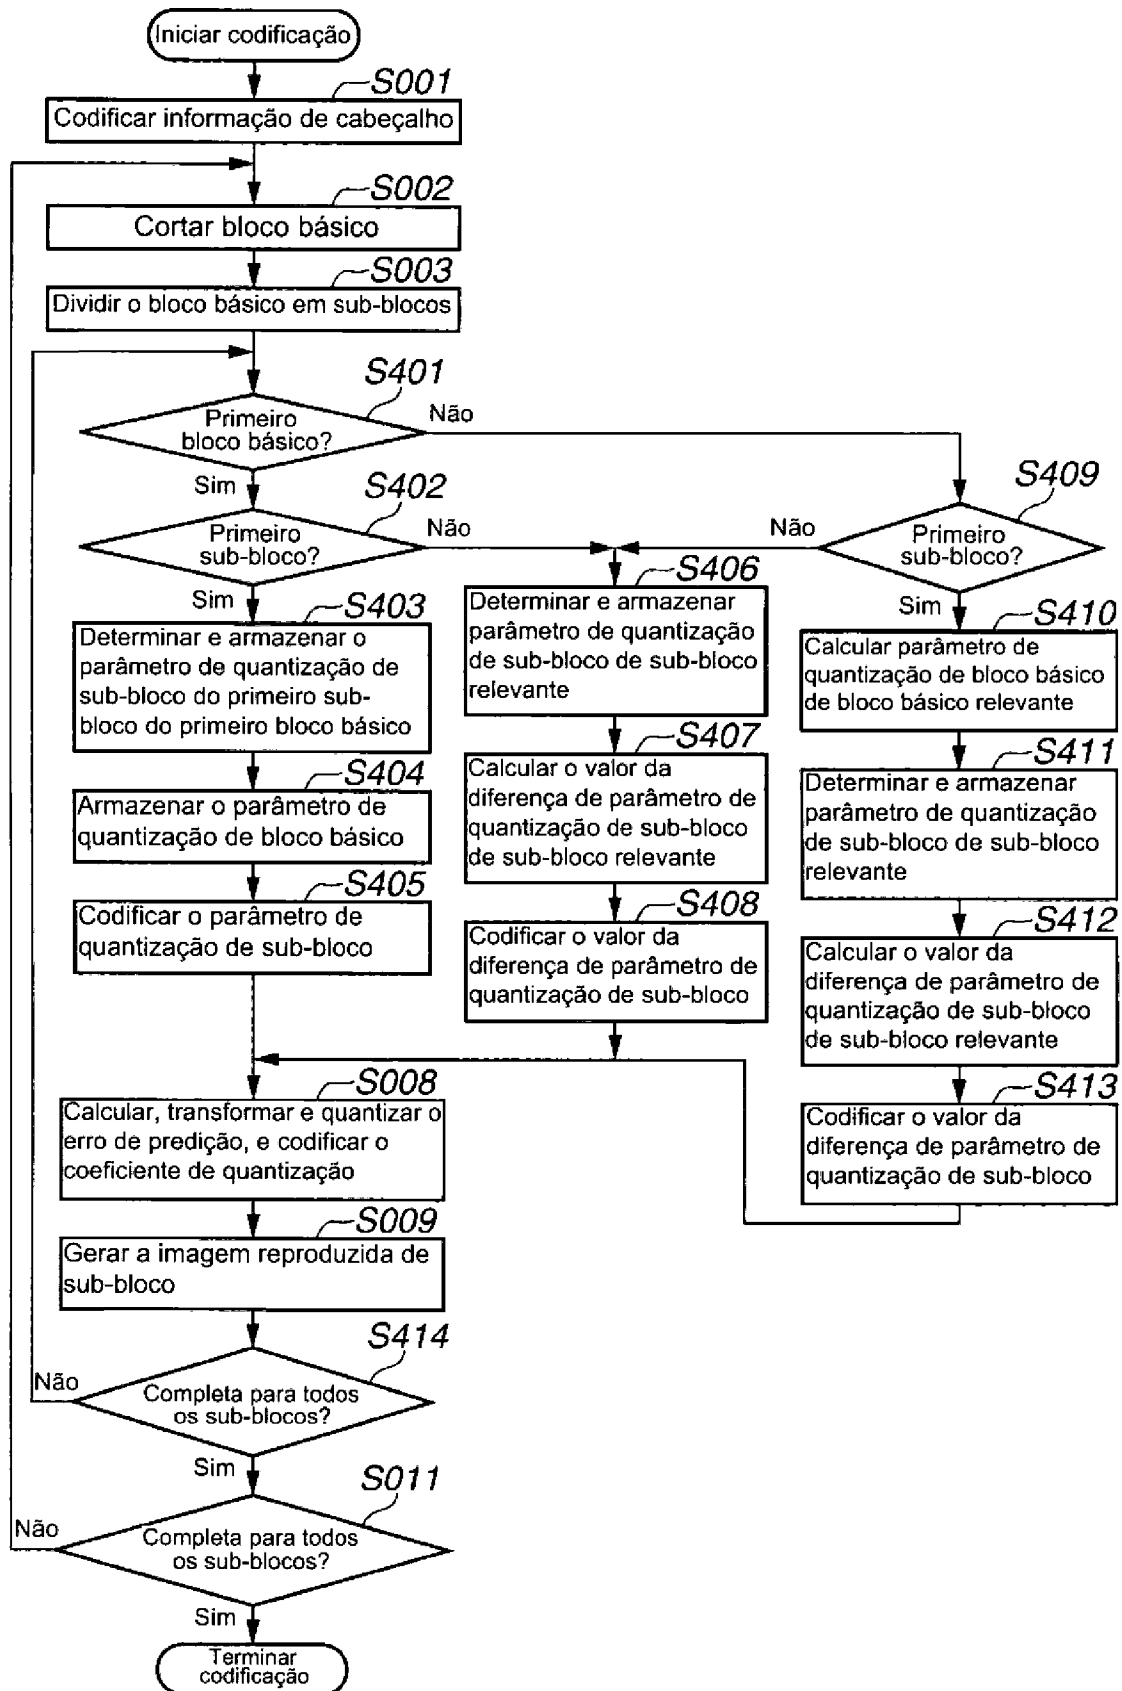 Iniciar codificação
S001
Codificar informação de cabeçalho
S002
Cortar bloco básico
S003
Dividir o bloco básico em sub-blocos
S401
Primeiro
bloco básico?
Não
Sim
S402
Primeiro
sub-bloco?
Não
Sim
S409
Primeiro
sub-bloco?
Não
Sim
S403
Determinar e armazenar o
parâmetro de quantização de
sub-bloco do primeiro sub-
bloco do primeiro bloco básico
S404
Armazenar o parâmetro de
quantização de bloco básico
S405
Codificar o parâmetro de
quantização de sub-bloco
S406
Determinar e armazenar
parâmetro de quantização
de sub-bloco de sub-bloco
relevante
S407
Calcular o valor da
diferença de parâmetro de
quantização de sub-bloco
de sub-bloco relevante
S408
Codificar o valor da
diferença de parâmetro de
quantização de sub-bloco
S410
Calcular parâmetro de
quantização de bloco básico
de bloco básico relevante
S411
Determinar e armazenar
parâmetro de quantização
de sub-bloco de sub-bloco
relevante
S412
Calcular o valor da
diferença de parâmetro de
quantização de sub-bloco
de sub-bloco relevante
S413
Codificar o valor da
diferença de parâmetro de
quantização de sub-bloco
S008
Calcular, transformar e quantizar o
erro de predição, e codificar o
coeficiente de quantização
S009
Gerar a imagem reproduzida de
sub-bloco
S414
Completa para todos
os sub-blocos?
Não
Sim
S011
Completa para todos
os sub-blocos?
Não
Sim
Terminar
codificação